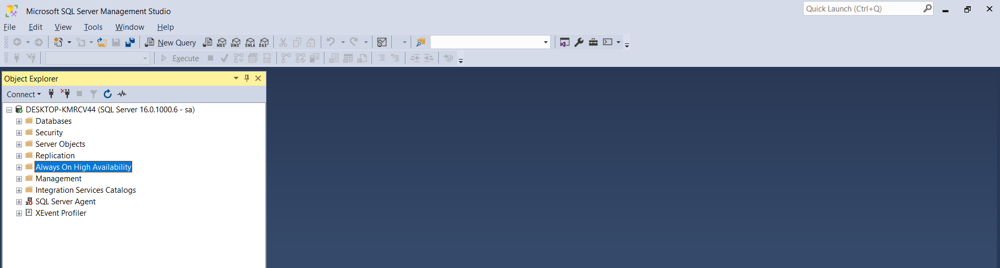 Microsoft SQL Server Management Studio
Quick Launch (Ctrl+Q)
File Edit View Tools Window Help
New Query MDX DMX XMLA DAX
Execute
Object Explorer
Connect
DESKTOP-KMRCV44 (SQL Server 16.0.1000.6 - sa)
Databases
Security
Server Objects
Replication
Always On High Availability
Management
Integration Services Catalogs
SQL Server Agent
XEvent Profiler